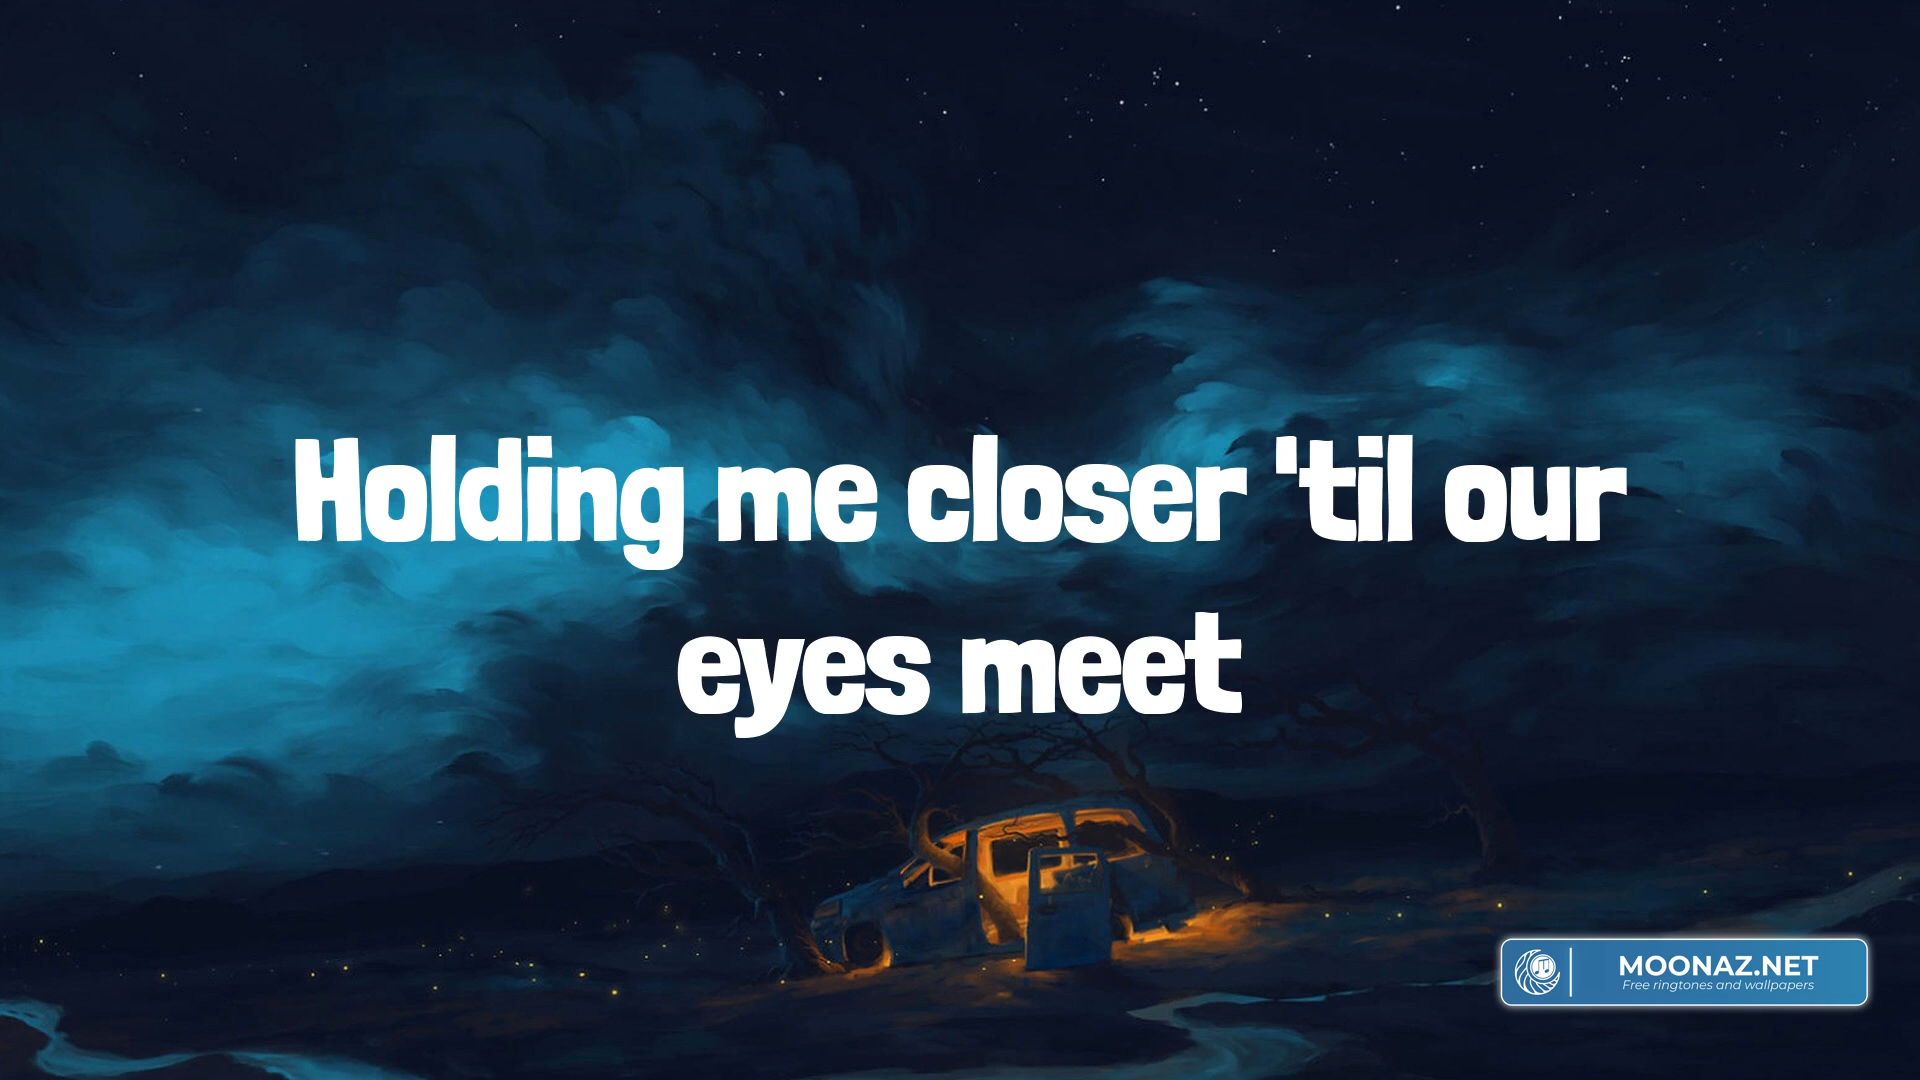 Holding me closer 'til our
eyes meet
MOONAZ.NET
Free ringtones and wallpapers